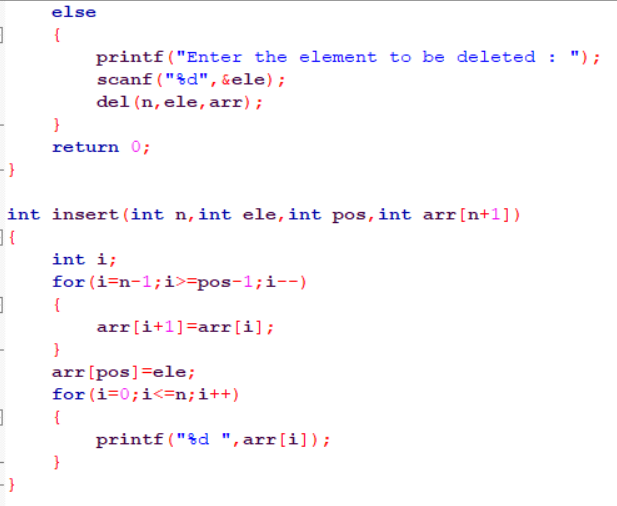 else
{
printf("Enter the element to be deleted : ");
scanf("%d",&ele);
del(n,ele,arr);
}
return 0;
}
int insert(int n,int ele,int pos,int arr[n+1])
{
int i;
for(i=n-1;i>=pos-1;i--)
{
arr[i+1]=arr[i];
}
arr[pos]=ele;
for(i=0;i<=n;i++)
{
printf("%d ",arr[i]);
}
}